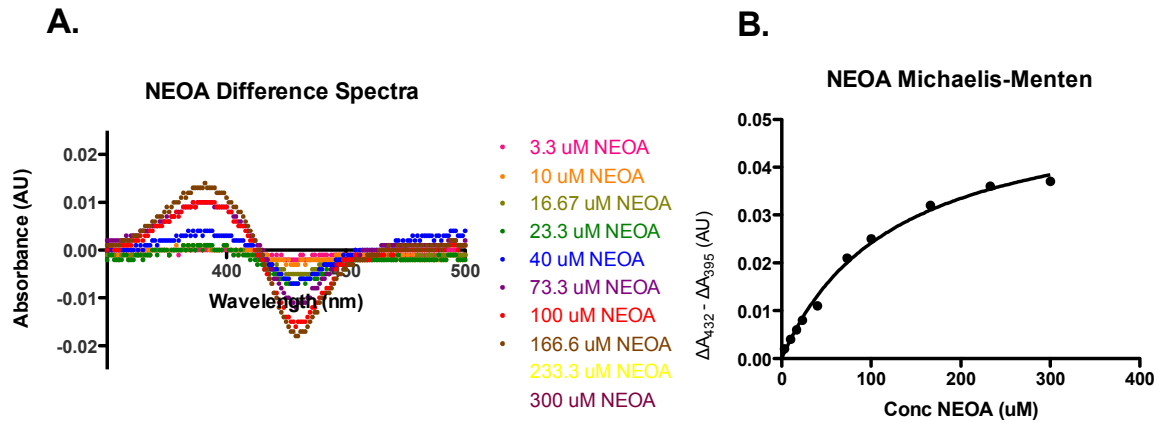 A.
NEOA Difference Spectra
Absorbance (AU)
0.02
0.01
0.00
-0.01
-0.02
400
500
Wavelength (nm)
3.3 uM NEOA
10 uM NEOA
16.67 uM NEOA
23.3 uM NEOA
40 uM NEOA
73.3 uM NEOA
100 uM NEOA
166.6 uM NEOA
233.3 uM NEOA
300 uM NEOA
B.
NEOA Michaelis-Menten
ΔA432 - ΔA395 (AU)
0.05
0.04
0.03
0.02
0.01
0.00
0
100
200
300
400
Conc NEOA (uM)